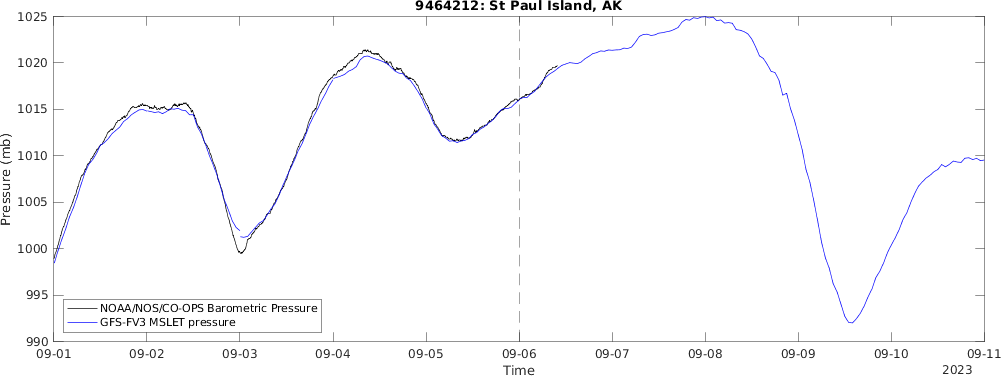 9464212: St Paul Island, AK
Pressure (mb)
1025
1020
1015
1010
1005
1000
995
990
NOAA/NOS/CO-OPS Barometric Pressure
GFS-FV3 MSLET pressure
09-01 09-02 09-03 09-04 09-05 09-06 09-07 09-08 09-09 09-10 09-11
Time
2023